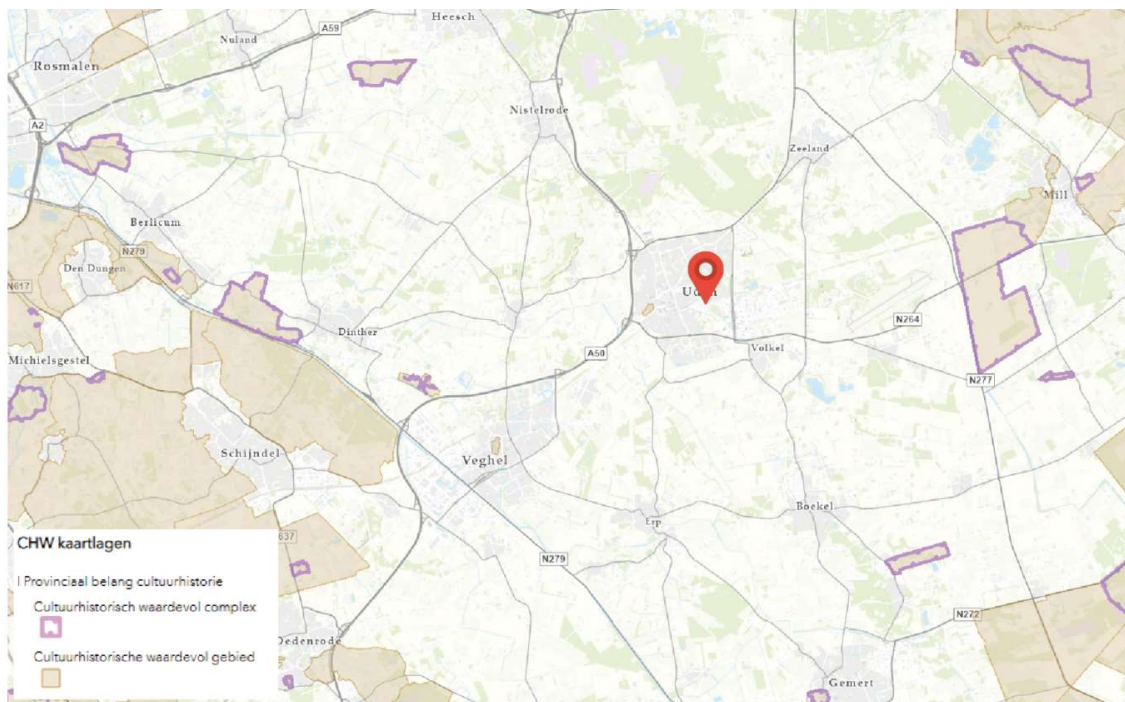 Heesch
A59
Nuland
Rosmalen
Nistelrode
A2
Zeeland
Mill
Berlicum
N279
Den Dungen
N617
Uden
Dinther
N264
Volkel
A50
Michielsgestel
N277
Schijndel
Veghel
Boekel
Erp
CHW kaartlagen
637
N279
I Provinciaal belang cultuurhistorie
Cultuurhistorisch waardevol complex
N272
Oedenrode
Cultuurhistorische waardevol gebied
Gemert